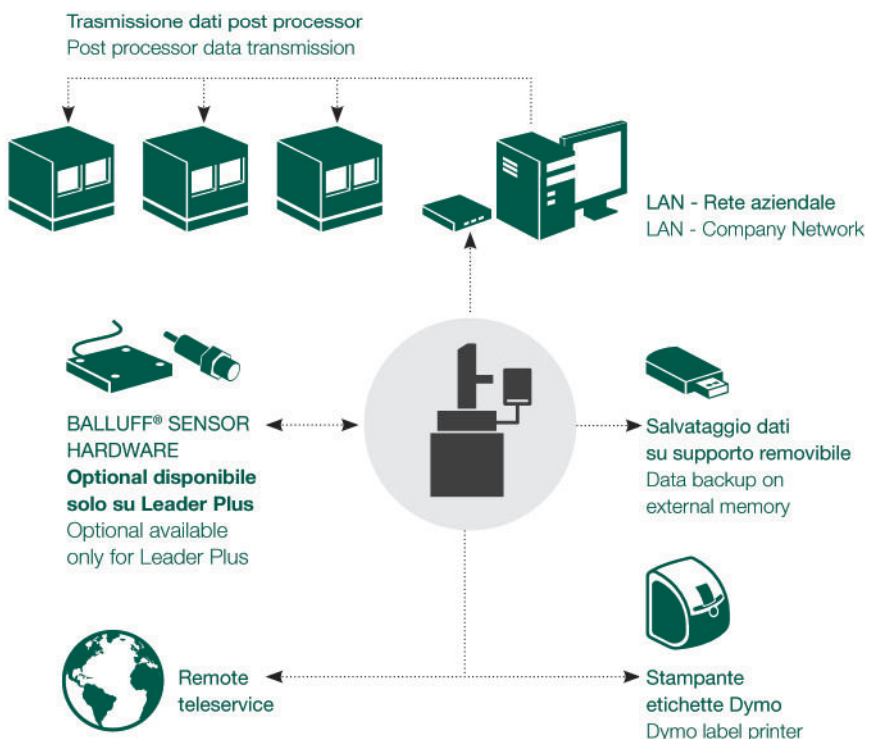 Trasmissione dati post processor
Post processor data transmission
LAN - Rete aziendale
LAN - Company Network
BALLUFF® SENSOR
HARDWARE
Optional disponibile
solo su Leader Plus
Optional available
only for Leader Plus
Salvataggio dati
su supporto removibile
Data backup on
external memory
Remote
teleservice
Stampante
etichette Dymo
Dymo label printer